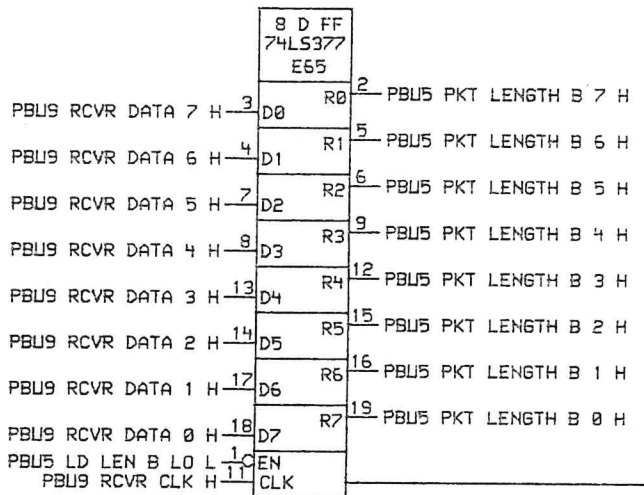 8 D FF
74LS377
E65
R0 2 PBU5 PKT LENGTH B 7 H
PBU9 RCVR DATA 7 H 3 D0
R1 5 PBU5 PKT LENGTH B 6 H
PBU9 RCVR DATA 6 H 4 D1
R2 6 PBU5 PKT LENGTH B 5 H
PBU9 RCVR DATA 5 H 7 D2
R3 9 PBU5 PKT LENGTH B 4 H
PBU9 RCVR DATA 4 H 8 D3
R4 12 PBU5 PKT LENGTH B 3 H
PBU9 RCVR DATA 3 H 13 D4
R5 15 PBU5 PKT LENGTH B 2 H
PBU9 RCVR DATA 2 H 14 D5
R6 16 PBU5 PKT LENGTH B 1 H
PBU9 RCVR DATA 1 H 17 D6
R7 19 PBU5 PKT LENGTH B 0 H
PBU9 RCVR DATA 0 H 18 D7
PBU5 LD LEN B LO L 1 EN
PBU9 RCVR CLK H 11 CLK